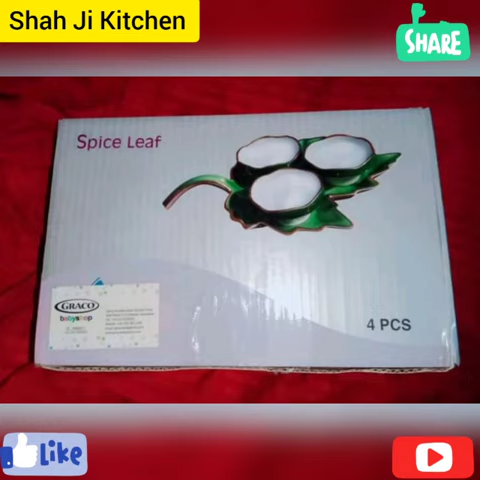 Shah Ji Kitchen
SHARE
Spice Leaf
GRACO
babyshop
4 PCS
Like